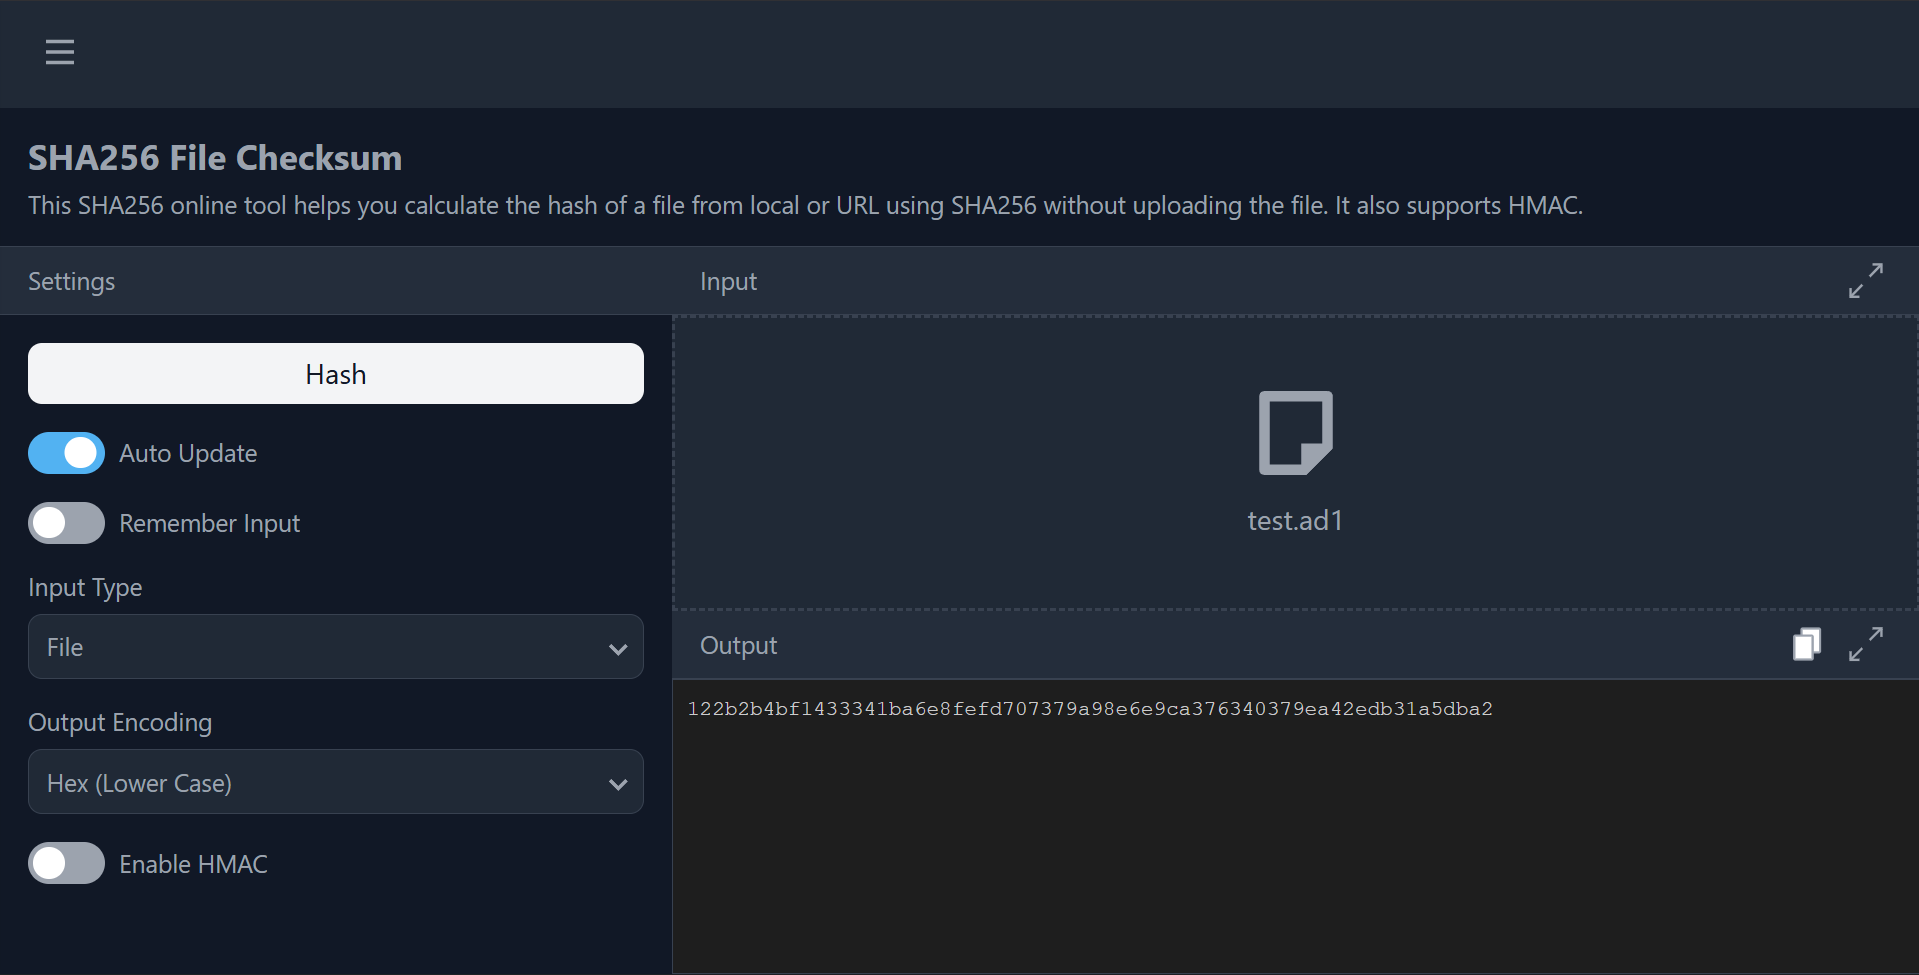 SHA256 File Checksum
This SHA256 online tool helps you calculate the hash of a file from local or URL using SHA256 without uploading the file. It also supports HMAC.
Settings
Input
Hash
Auto Update
Remember Input
Input Type
File
Output Encoding
Hex (Lower Case)
Enable HMAC
test.ad1
Output
122b2b4bf1433341ba6e8fefd707379a98e6e9ca376340379ea42edb31a5dba2